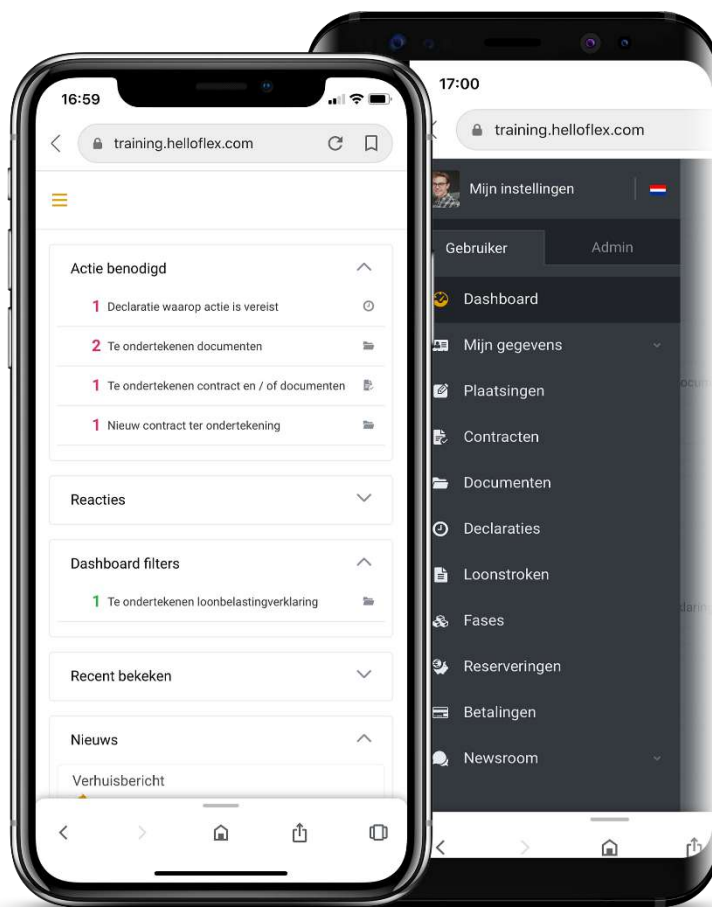 16:59
training.helloflex.com
Actie benodigd
1 Declaratie waarop actie is vereist
2 Te ondertekenen documenten
1 Te ondertekenen contract en / of documenten
1 Nieuw contract ter ondertekening
Reacties
Dashboard filters
1 Te ondertekenen loonbelastingverklaring
Recent bekeken
Nieuws
Verhuisbericht
17:00
training.helloflex.com
Mijn instellingen
Gebruiker Admin
Dashboard
Mijn gegevens
Plaatsingen
Contracten
Documenten
Declaraties
Loonstroken
Fases
Reserveringen
Betalingen
Newsroom